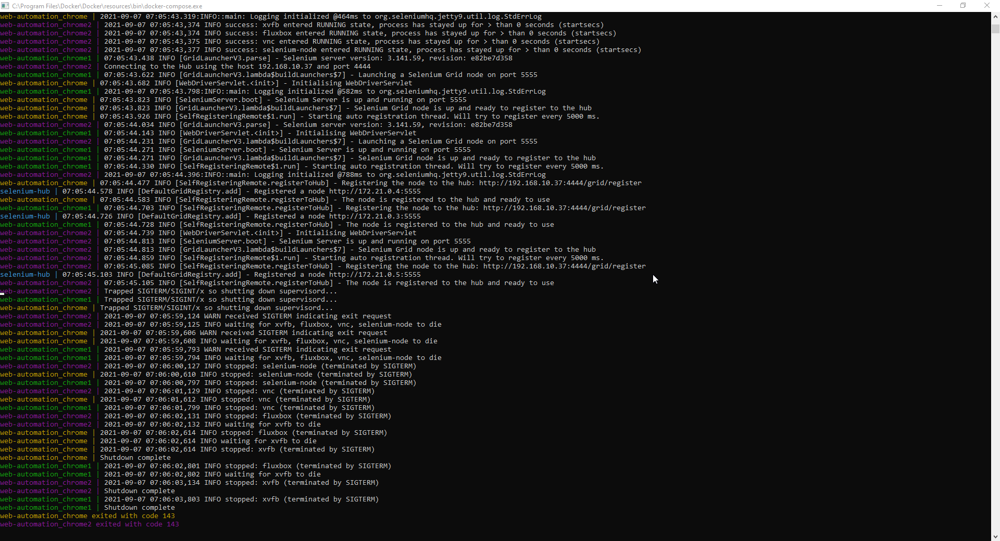 C:\Program Files\Docker\Docker\resources\bin\docker-compose.exe
web-automation_chrome | 2021-09-07 07:05:43.319:INFO::main: Logging initialized @464ms to org.seleniumhq.jetty9.util.log.StdErrLog
web-automation_chrome2 | 2021-09-07 07:05:43,374 INFO success: xvfb entered RUNNING state, process has stayed up for > than 0 seconds (startsecs)
web-automation_chrome2 | 2021-09-07 07:05:43,374 INFO success: fluxbox entered RUNNING state, process has stayed up for > than 0 seconds (startsecs)
web-automation_chrome2 | 2021-09-07 07:05:43,375 INFO success: vnc entered RUNNING state, process has stayed up for > than 0 seconds (startsecs)
web-automation_chrome2 | 2021-09-07 07:05:43,377 INFO success: selenium-node entered RUNNING state, process has stayed up for > than 0 seconds (startsecs)
web-automation_chrome1 | 07:05:43.438 INFO [GridLauncherV3.parse] - Selenium server version: 3.141.59, revision: e82be7d358
web-automation_chrome2 | Connecting to the Hub using the host 192.168.10.37 and port 4444
web-automation_chrome1 | 07:05:43.622 INFO [GridLauncherV3.lambda$buildLaunchers$7] - Launching a Selenium Grid node on port 5555
web-automation_chrome | 07:05:43.682 INFO [WebDriverServlet.<init>] - Initialising WebDriverServlet
web-automation_chrome1 | 2021-09-07 07:05:43.798:INFO::main: Logging initialized @582ms to org.seleniumhq.jetty9.util.log.StdErrLog
web-automation_chrome | 07:05:43.823 INFO [SeleniumServer.boot] - Selenium Server is up and running on port 5555
web-automation_chrome | 07:05:43.823 INFO [GridLauncherV3.lambda$buildLaunchers$7] - Selenium Grid node is up and ready to register to the hub
web-automation_chrome | 07:05:43.926 INFO [SelfRegisteringRemote$1.run] - Starting auto registration thread. Will try to register every 5000 ms.
web-automation_chrome2 | 07:05:44.034 INFO [GridLauncherV3.parse] - Selenium server version: 3.141.59, revision: e82be7d358
web-automation_chrome1 | 07:05:44.143 INFO [WebDriverServlet.<init>] - Initialising WebDriverServlet
web-automation_chrome2 | 07:05:44.231 INFO [GridLauncherV3.lambda$buildLaunchers$7] - Launching a Selenium Grid node on port 5555
web-automation_chrome1 | 07:05:44.271 INFO [SeleniumServer.boot] - Selenium Server is up and running on port 5555
web-automation_chrome1 | 07:05:44.271 INFO [GridLauncherV3.lambda$buildLaunchers$7] - Selenium Grid node is up and ready to register to the hub
web-automation_chrome1 | 07:05:44.330 INFO [SelfRegisteringRemote$1.run] - Starting auto registration thread. Will try to register every 5000 ms.
web-automation_chrome2 | 2021-09-07 07:05:44.396:INFO::main: Logging initialized @788ms to org.seleniumhq.jetty9.util.log.StdErrLog
web-automation_chrome | 07:05:44.477 INFO [SelfRegisteringRemote.registerToHub] - Registering the node to the hub: http://192.168.10.37:4444/grid/register
selenium-hub | 07:05:44.578 INFO [DefaultGridRegistry.add] - Registered a node http://172.21.0.4:5555
web-automation_chrome | 07:05:44.583 INFO [SelfRegisteringRemote.registerToHub] - The node is registered to the hub and ready to use
web-automation_chrome1 | 07:05:44.703 INFO [SelfRegisteringRemote.registerToHub] - Registering the node to the hub: http://192.168.10.37:4444/grid/register
selenium-hub | 07:05:44.726 INFO [DefaultGridRegistry.add] - Registered a node http://172.21.0.3:5555
web-automation_chrome1 | 07:05:44.728 INFO [SelfRegisteringRemote.registerToHub] - The node is registered to the hub and ready to use
web-automation_chrome2 | 07:05:44.739 INFO [WebDriverServlet.<init>] - Initialising WebDriverServlet
web-automation_chrome2 | 07:05:44.813 INFO [SeleniumServer.boot] - Selenium Server is up and running on port 5555
web-automation_chrome2 | 07:05:44.813 INFO [GridLauncherV3.lambda$buildLaunchers$7] - Selenium Grid node is up and ready to register to the hub
web-automation_chrome2 | 07:05:44.859 INFO [SelfRegisteringRemote$1.run] - Starting auto registration thread. Will try to register every 5000 ms.
web-automation_chrome2 | 07:05:45.085 INFO [SelfRegisteringRemote.registerToHub] - Registering the node to the hub: http://192.168.10.37:4444/grid/register
selenium-hub | 07:05:45.103 INFO [DefaultGridRegistry.add] - Registered a node http://172.21.0.5:5555
web-automation_chrome2 | 07:05:45.105 INFO [SelfRegisteringRemote.registerToHub] - The node is registered to the hub and ready to use
web-automation_chrome2 | Trapped SIGTERM/SIGINT/x so shutting down supervisord...
web-automation_chrome1 | Trapped SIGTERM/SIGINT/x so shutting down supervisord...
web-automation_chrome | Trapped SIGTERM/SIGINT/x so shutting down supervisord...
web-automation_chrome2 | 2021-09-07 07:05:59,124 WARN received SIGTERM indicating exit request
web-automation_chrome2 | 2021-09-07 07:05:59,125 INFO waiting for xvfb, fluxbox, vnc, selenium-node to die
web-automation_chrome | 2021-09-07 07:05:59,606 WARN received SIGTERM indicating exit request
web-automation_chrome | 2021-09-07 07:05:59,608 INFO waiting for xvfb, fluxbox, vnc, selenium-node to die
web-automation_chrome1 | 2021-09-07 07:05:59,793 WARN received SIGTERM indicating exit request
web-automation_chrome1 | 2021-09-07 07:05:59,794 INFO waiting for xvfb, fluxbox, vnc, selenium-node to die
web-automation_chrome2 | 2021-09-07 07:06:00,127 INFO stopped: selenium-node (terminated by SIGTERM)
web-automation_chrome | 2021-09-07 07:06:00,610 INFO stopped: selenium-node (terminated by SIGTERM)
web-automation_chrome1 | 2021-09-07 07:06:00,797 INFO stopped: selenium-node (terminated by SIGTERM)
web-automation_chrome2 | 2021-09-07 07:06:01,129 INFO stopped: vnc (terminated by SIGTERM)
web-automation_chrome | 2021-09-07 07:06:01,612 INFO stopped: vnc (terminated by SIGTERM)
web-automation_chrome1 | 2021-09-07 07:06:01,799 INFO stopped: vnc (terminated by SIGTERM)
web-automation_chrome2 | 2021-09-07 07:06:02,131 INFO stopped: fluxbox (terminated by SIGTERM)
web-automation_chrome2 | 2021-09-07 07:06:02,132 INFO waiting for xvfb to die
web-automation_chrome | 2021-09-07 07:06:02,614 INFO stopped: fluxbox (terminated by SIGTERM)
web-automation_chrome | 2021-09-07 07:06:02,614 INFO waiting for xvfb to die
web-automation_chrome | 2021-09-07 07:06:02,614 INFO stopped: xvfb (terminated by SIGTERM)
web-automation_chrome | Shutdown complete
web-automation_chrome1 | 2021-09-07 07:06:02,801 INFO stopped: fluxbox (terminated by SIGTERM)
web-automation_chrome1 | 2021-09-07 07:06:02,802 INFO waiting for xvfb to die
web-automation_chrome2 | 2021-09-07 07:06:03,134 INFO stopped: xvfb (terminated by SIGTERM)
web-automation_chrome2 | Shutdown complete
web-automation_chrome1 | 2021-09-07 07:06:03,803 INFO stopped: xvfb (terminated by SIGTERM)
web-automation_chrome1 | Shutdown complete
web-automation_chrome exited with code 143
web-automation_chrome2 exited with code 143